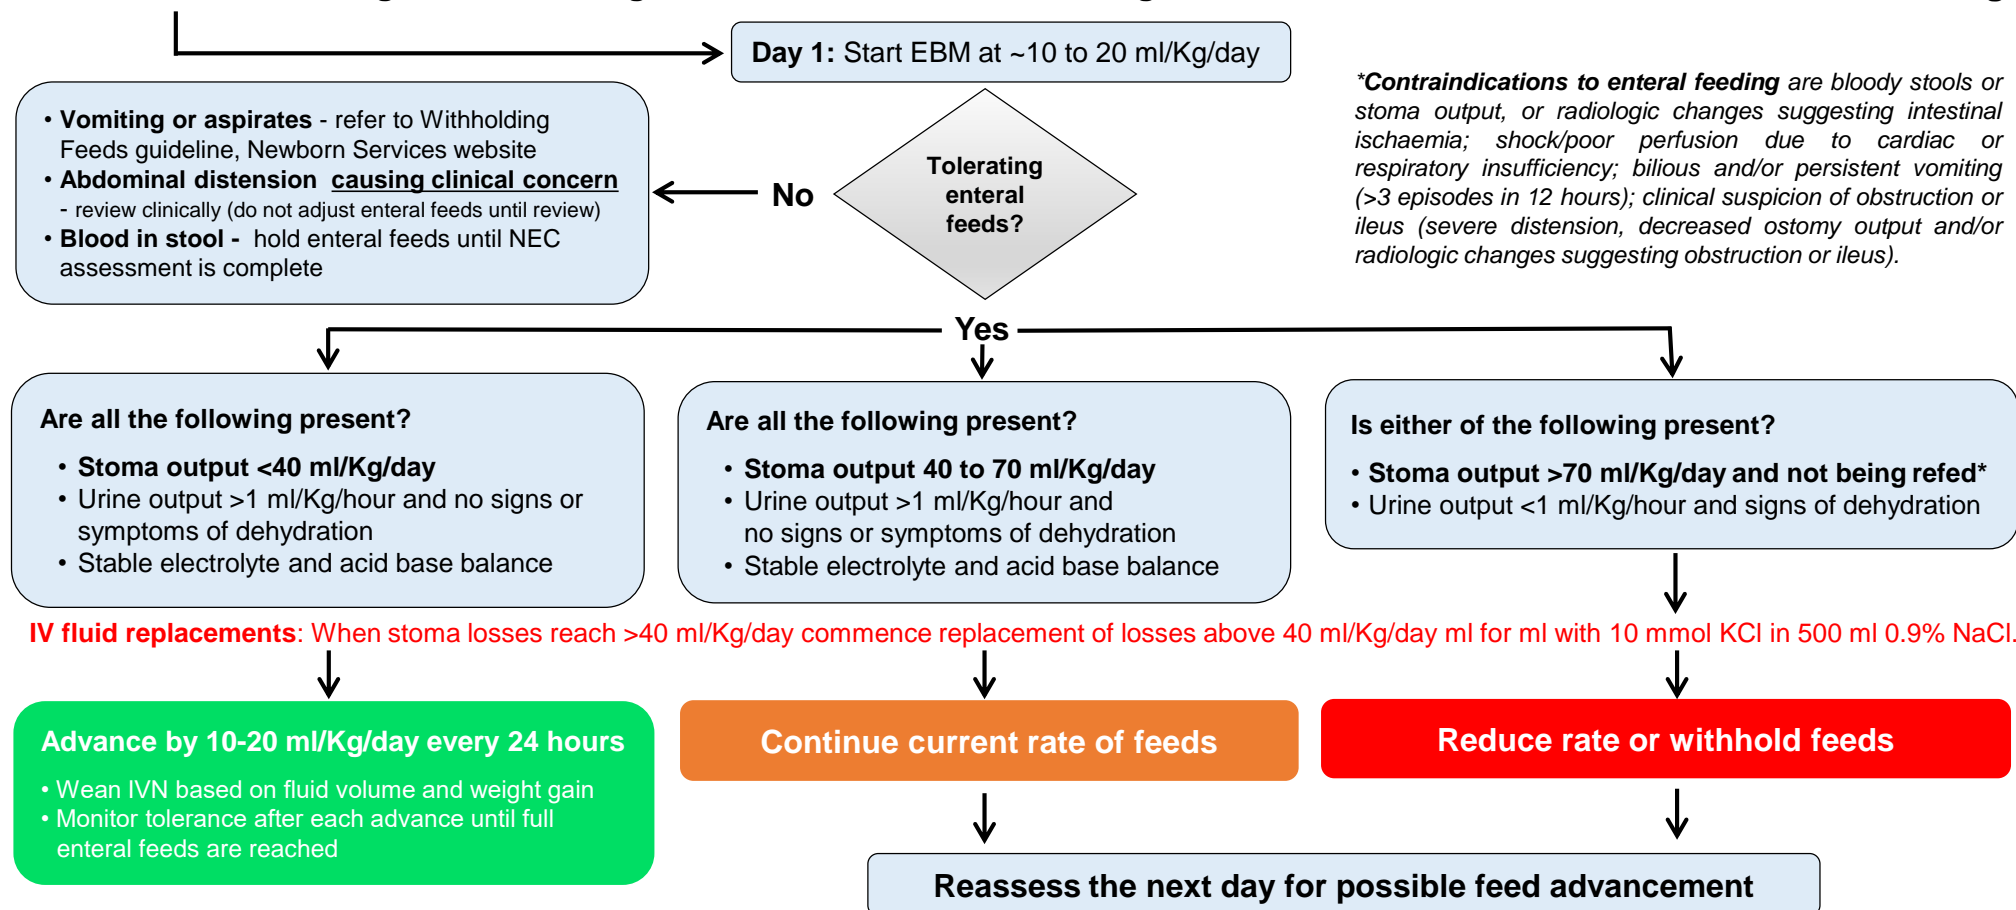 Day 1: Start EBM at ~10 to 20 ml/Kg/day
*Contraindications to enteral feeding are bloody stools or
stoma output, or radiologic changes suggesting intestinal
ischaemia; shock/poor perfusion due to cardiac or
respiratory insufficiency; bilious and/or persistent vomiting
(>3 episodes in 12 hours); clinical suspicion of obstruction or
ileus (severe distension, decreased ostomy output and/or
radiologic changes suggesting obstruction or ileus).
• Vomiting or aspirates - refer to Withholding
Feeds guideline, Newborn Services website
• Abdominal distension causing clinical concern
- review clinically (do not adjust enteral feeds until review)
• Blood in stool - hold enteral feeds until NEC
assessment is complete
No
Tolerating
enteral
feeds?
Yes
Are all the following present?
• Stoma output <40 ml/Kg/day
• Urine output >1 ml/Kg/hour and no signs or
symptoms of dehydration
• Stable electrolyte and acid base balance
Are all the following present?
• Stoma output 40 to 70 ml/Kg/day
• Urine output >1 ml/Kg/hour and
no signs or symptoms of dehydration
• Stable electrolyte and acid base balance
Is either of the following present?
• Stoma output >70 ml/Kg/day and not being refed*
• Urine output <1 ml/Kg/hour and signs of dehydration
IV fluid replacements: When stoma losses reach >40 ml/Kg/day commence replacement of losses above 40 ml/Kg/day ml for ml with 10 mmol KCl in 500 ml 0.9% NaCl.
Advance by 10-20 ml/Kg/day every 24 hours
• Wean IVN based on fluid volume and weight gain
• Monitor tolerance after each advance until full
enteral feeds are reached
Continue current rate of feeds
Reduce rate or withhold feeds
Reassess the next day for possible feed advancement